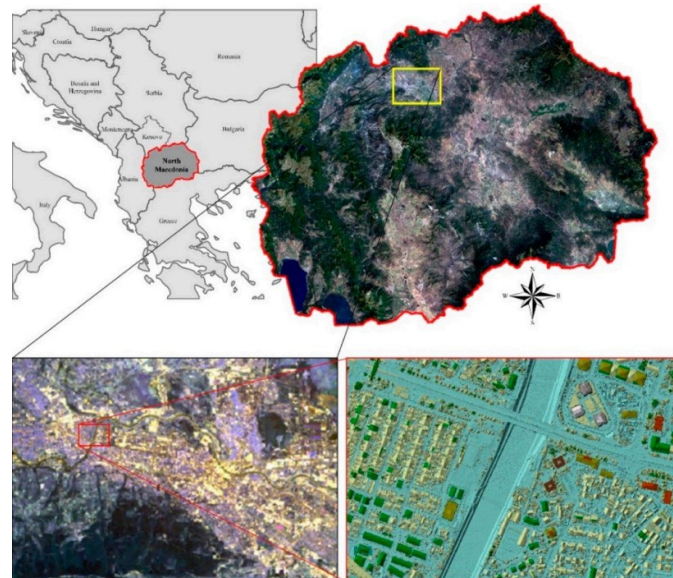 Slovenia
Hungary
Croatia
Romania
Bosnia and
Herzegovina
Serbia
Montenegro
Kosovo
Bulgaria
North
Macedonia
Albania
Italy
Greece
N
W
E
S